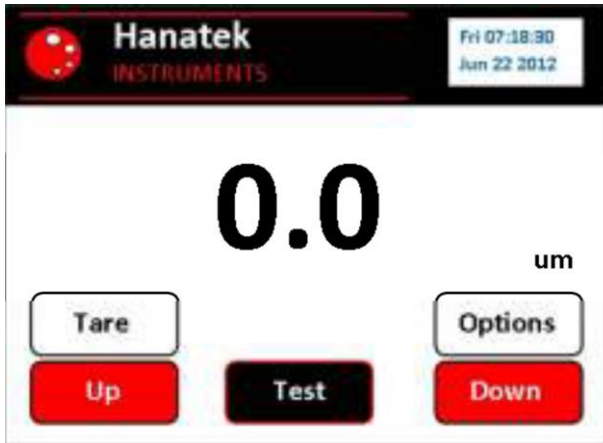 Hanatek
INSTRUMENTS
Fri 07:18:30
Jun 22 2012
0.0
um
Tare
Options
Up
Test
Down